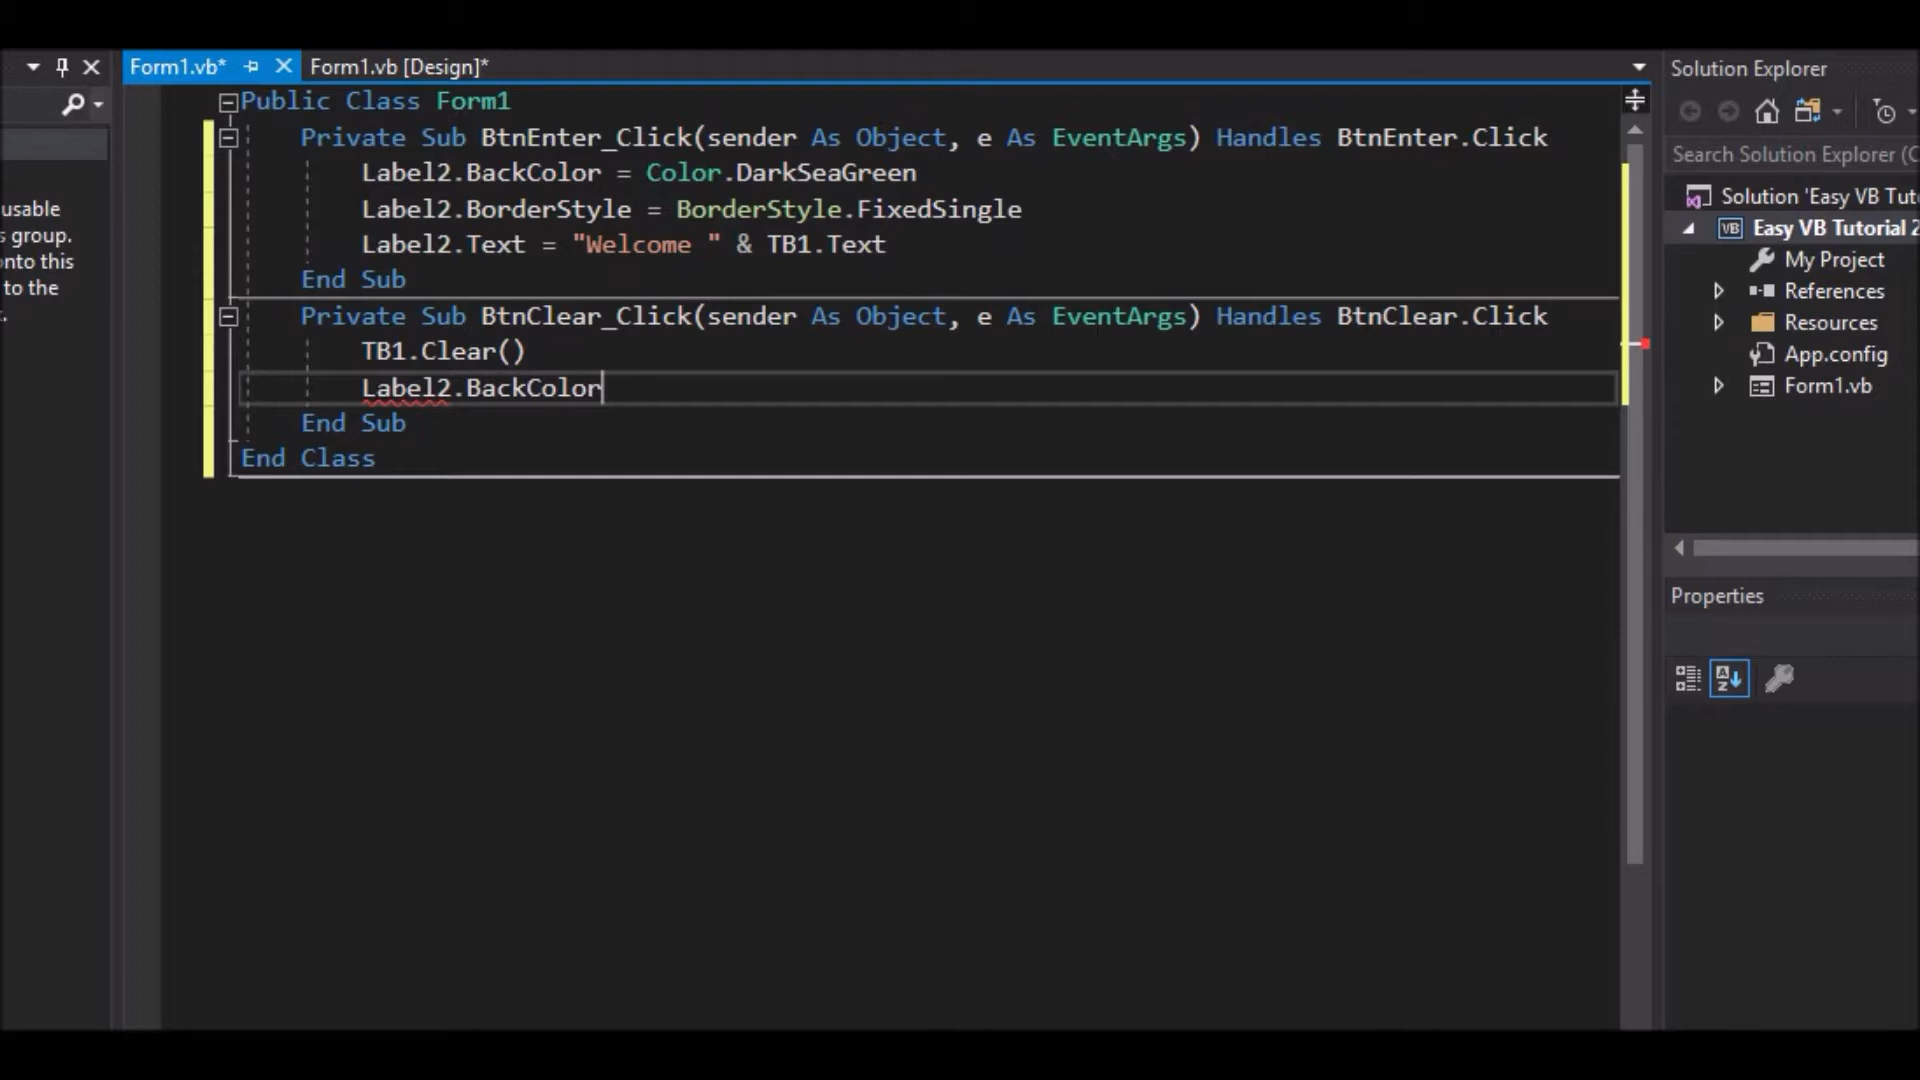 Form1.vb*
Form1.vb [Design]*
Public Class Form1
Private Sub BtnEnter_Click(sender As Object, e As EventArgs) Handles BtnEnter.Click
Label2.BackColor = Color.DarkSeaGreen
Label2.BorderStyle = BorderStyle.FixedSingle
Label2.Text = "Welcome " & TB1.Text
End Sub
Private Sub BtnClear_Click(sender As Object, e As EventArgs) Handles BtnClear.Click
TB1.Clear()
Label2.BackColor
End Sub
End Class
usable
s group.
onto this
to the
Solution Explorer
Search Solution Explorer (C
Solution 'Easy VB Tut
VB Easy VB Tutorial 2
My Project
References
Resources
App.config
Form1.vb
Properties